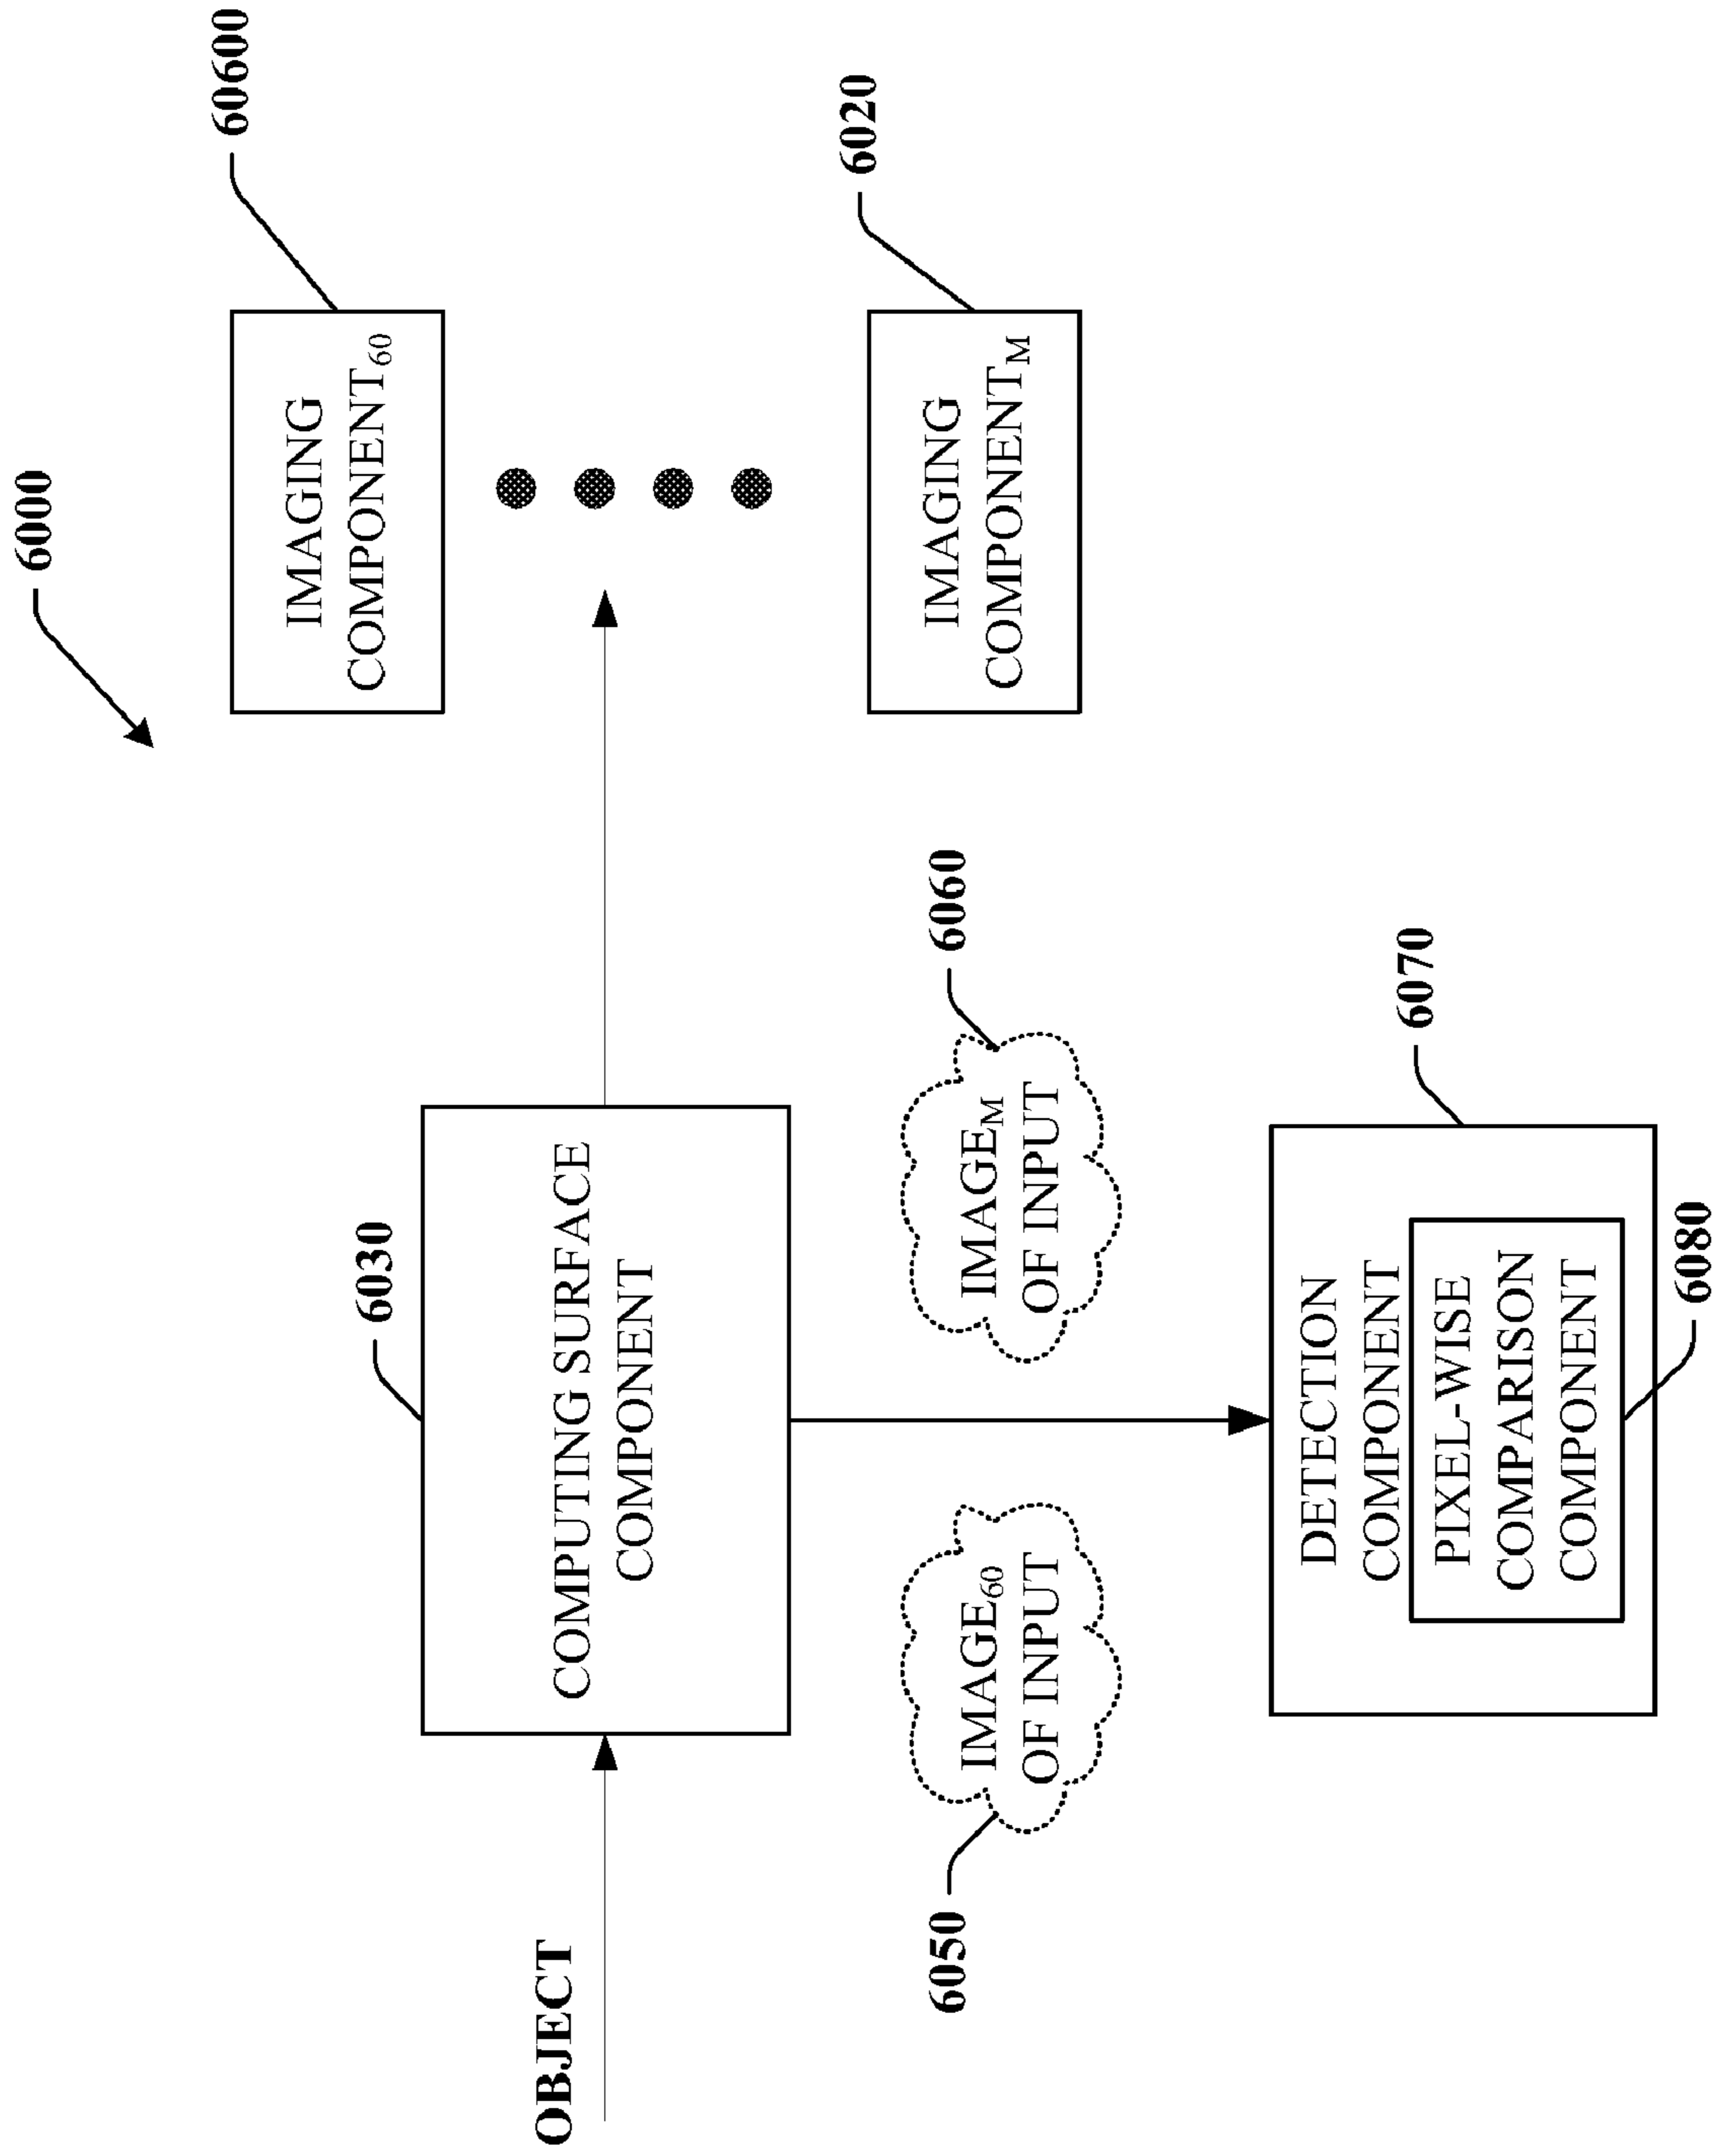 6000
60600
IMAGING
COMPONENT60
6030
OBJECT
COMPUTING SURFACE
COMPONENT
6020
IMAGING
COMPONENTM
6050
IMAGE60
OF INPUT
6060
IMAGEM
OF INPUT
6070
DETECTION
COMPONENT
PIXEL-WISE
COMPARISON
COMPONENT
6080